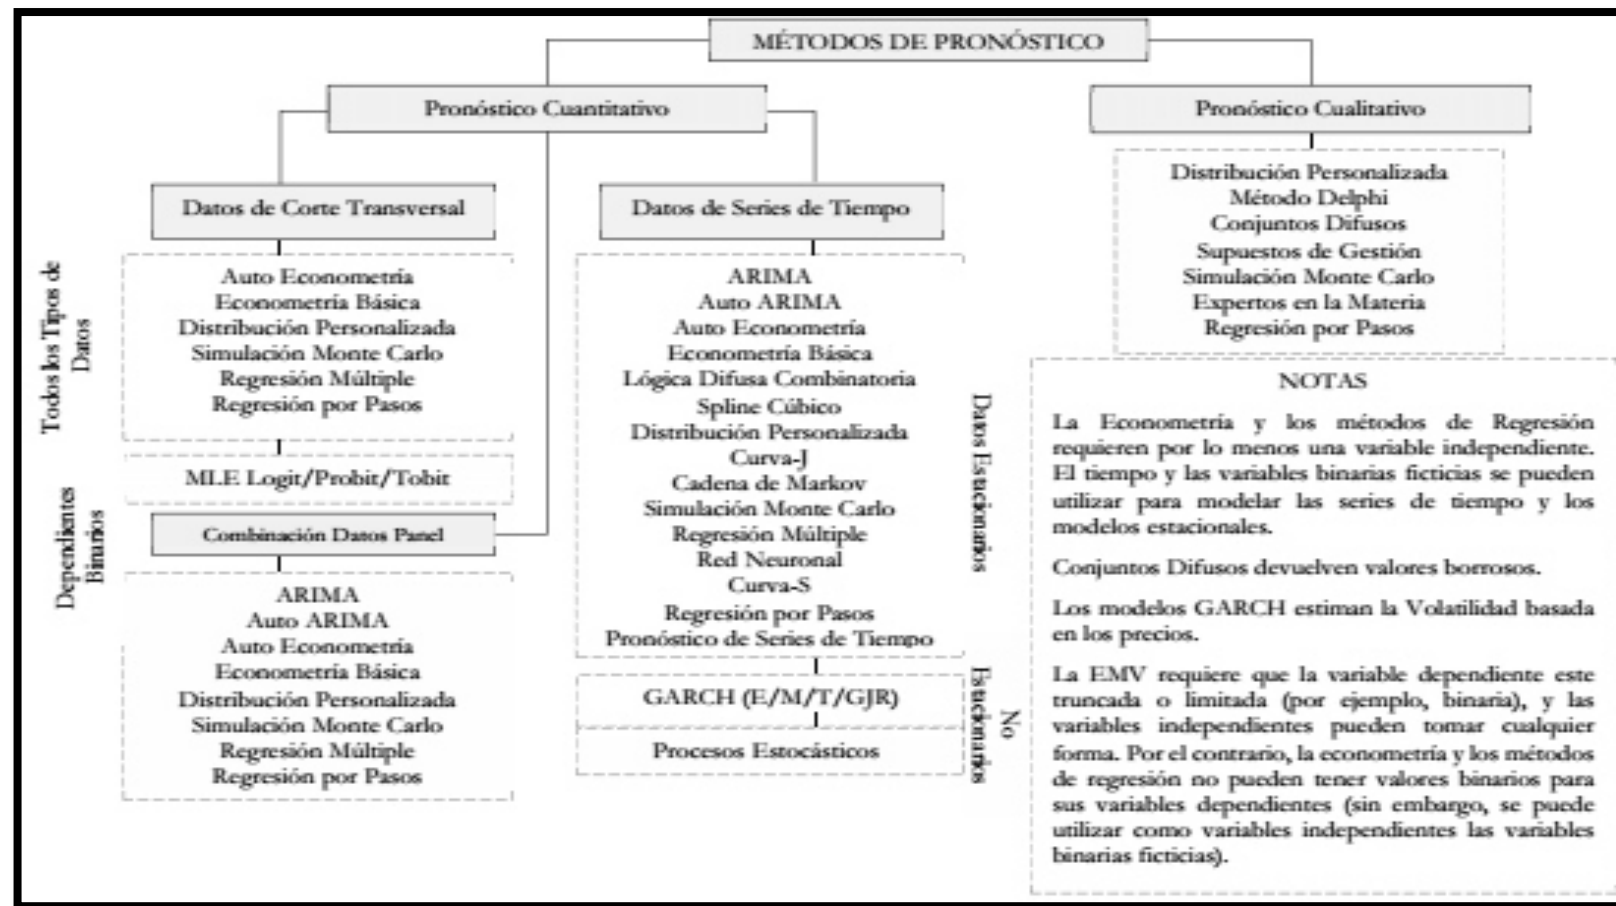 MÉTODOS DE PRONÓSTICO
Pronóstico Cuantitativo
Pronóstico Cualitativo
Datos de Corte Transversal
Todos los Tipos de
Datos
Auto Econometría
Econometría Básica
Distribución Personalizada
Simulación Monte Carlo
Regresión Múltiple
Regresión por Pasos
Dependientes
Binarios
MLE Logit/Probit/Tobit
Combinación Datos Panel
ARIMA
Auto ARIMA
Auto Econometría
Econometría Básica
Distribución Personalizada
Simulación Monte Carlo
Regresión Múltiple
Regresión por Pasos
Datos de Series de Tiempo
ARIMA
Auto ARIMA
Auto Econometría
Econometría Básica
Lógica Difusa Combinatoria
Spline Cúbico
Distribución Personalizada
Curva-J
Cadena de Markov
Simulación Monte Carlo
Regresión Múltiple
Red Neuronal
Curva-S
Regresión por Pasos
Pronóstico de Series de Tiempo
Datos Estacionarios
GARCH (E/M/T/GJR)
Procesos Estocásticos
No
Estacionarios
Distribución Personalizada
Método Delphi
Conjuntos Difusos
Supuestos de Gestión
Simulación Monte Carlo
Expertos en la Materia
Regresión por Pasos
NOTAS
La Econometría y los métodos de Regresión
requieren por lo menos una variable independiente.
El tiempo y las variables binarias ficticias se pueden
utilizar para modelar las series de tiempo y los
modelos estacionales.
Conjuntos Difusos devuelven valores borrosos.
Los modelos GARCH estiman la Volatilidad basada
en los precios.
La EMV requiere que la variable dependiente este
truncada o limitada (por ejemplo, binaria), y las
variables independientes pueden tomar cualquier
forma. Por el contrario, la econometría y los métodos
de regresión no pueden tener valores binarios para
sus variables dependientes (sin embargo, se puede
utilizar como variables independientes las variables
binarias ficticias).